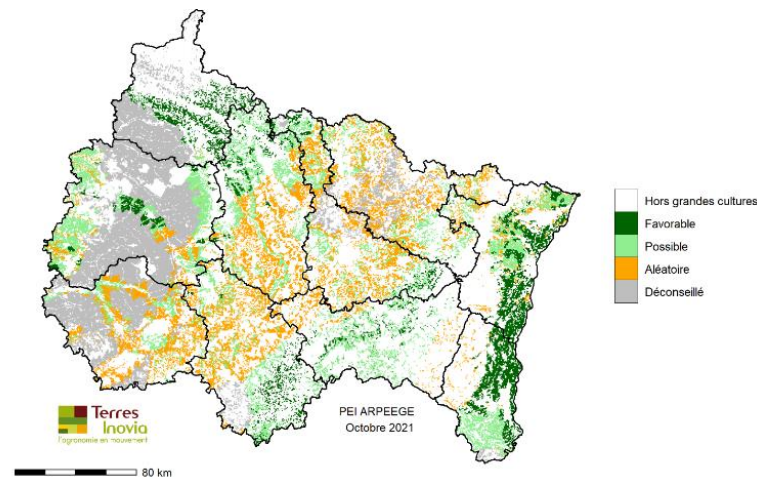 Hors grandes cultures
Favorable
Possible
Aléatoire
Déconseillé
PEI ARPEEGE
Octobre 2021
Terres
Inovia
l'agronomie en mouvement
80 km